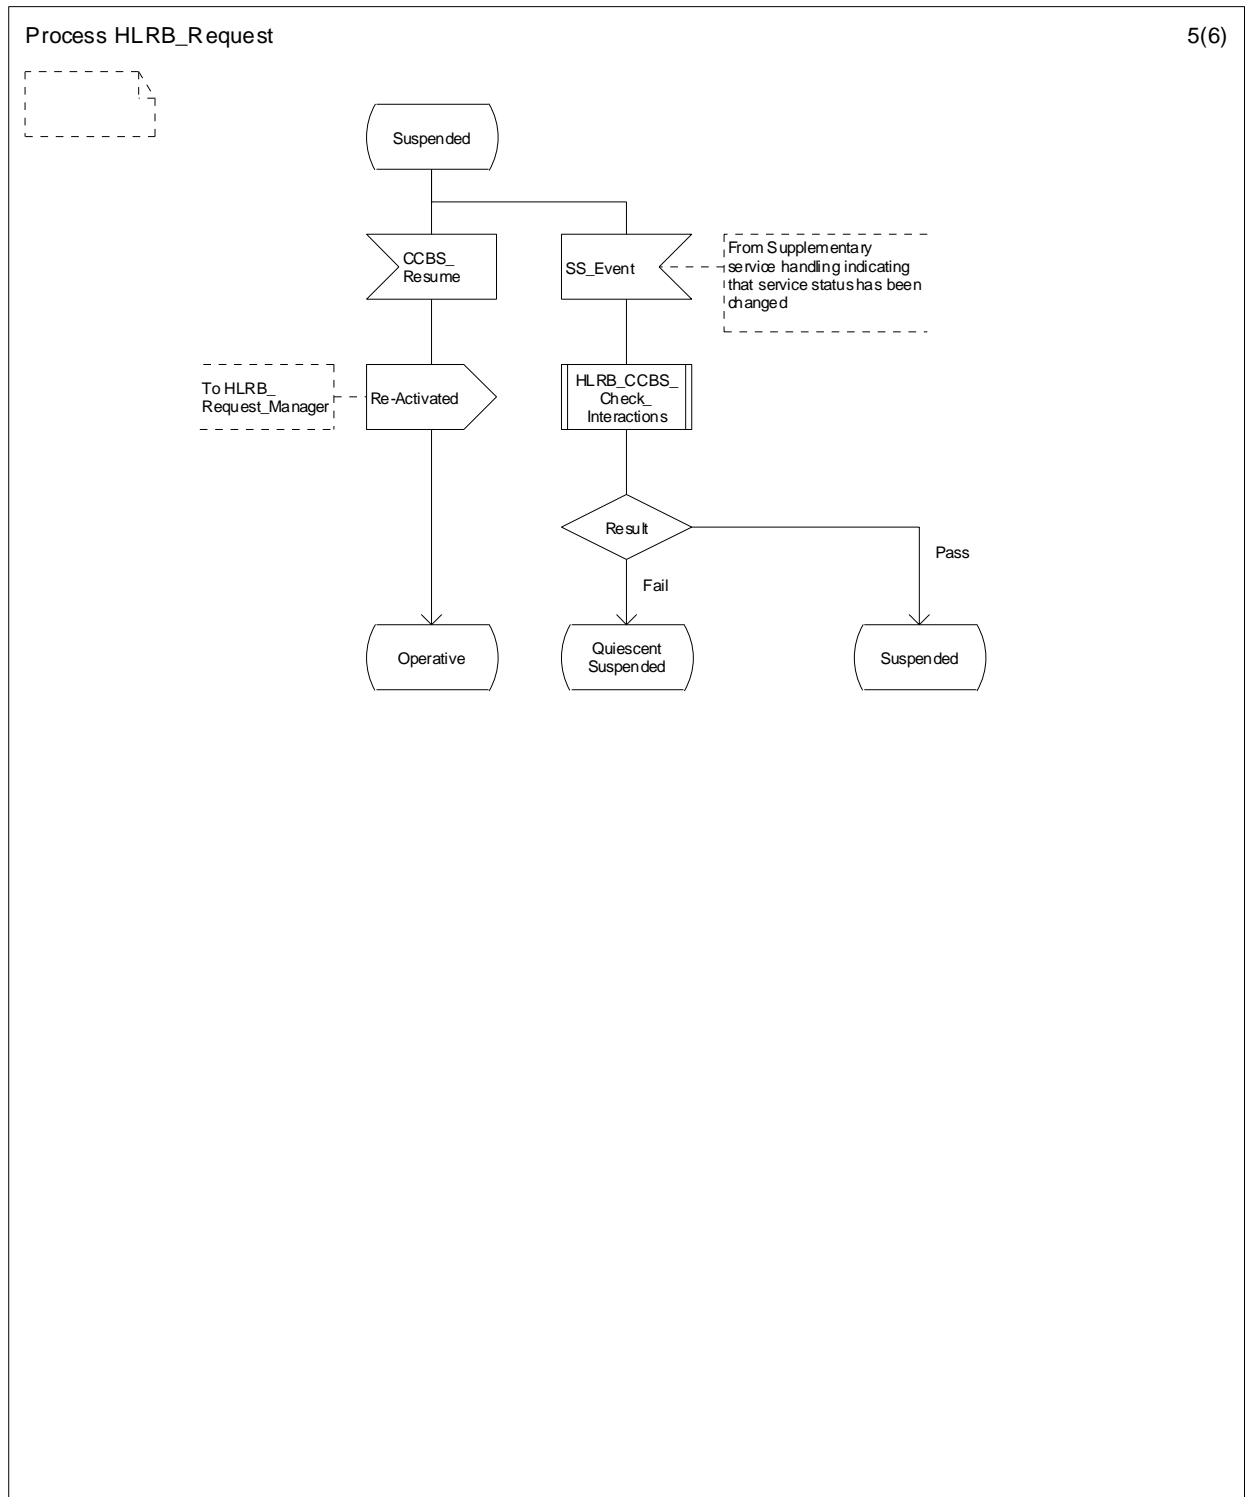 Process HLRB_Request
5(6)
Suspended
CCBS_
Resume
SS_Event
From Supplementary
service handling indicating
that service status has been
changed
To HLRB_
Request_Manager
Re-Activated
HLRB_CCBS_
Check_
Interactions
Result
Pass
Fail
Operative
Quiescent
Suspended
Suspended